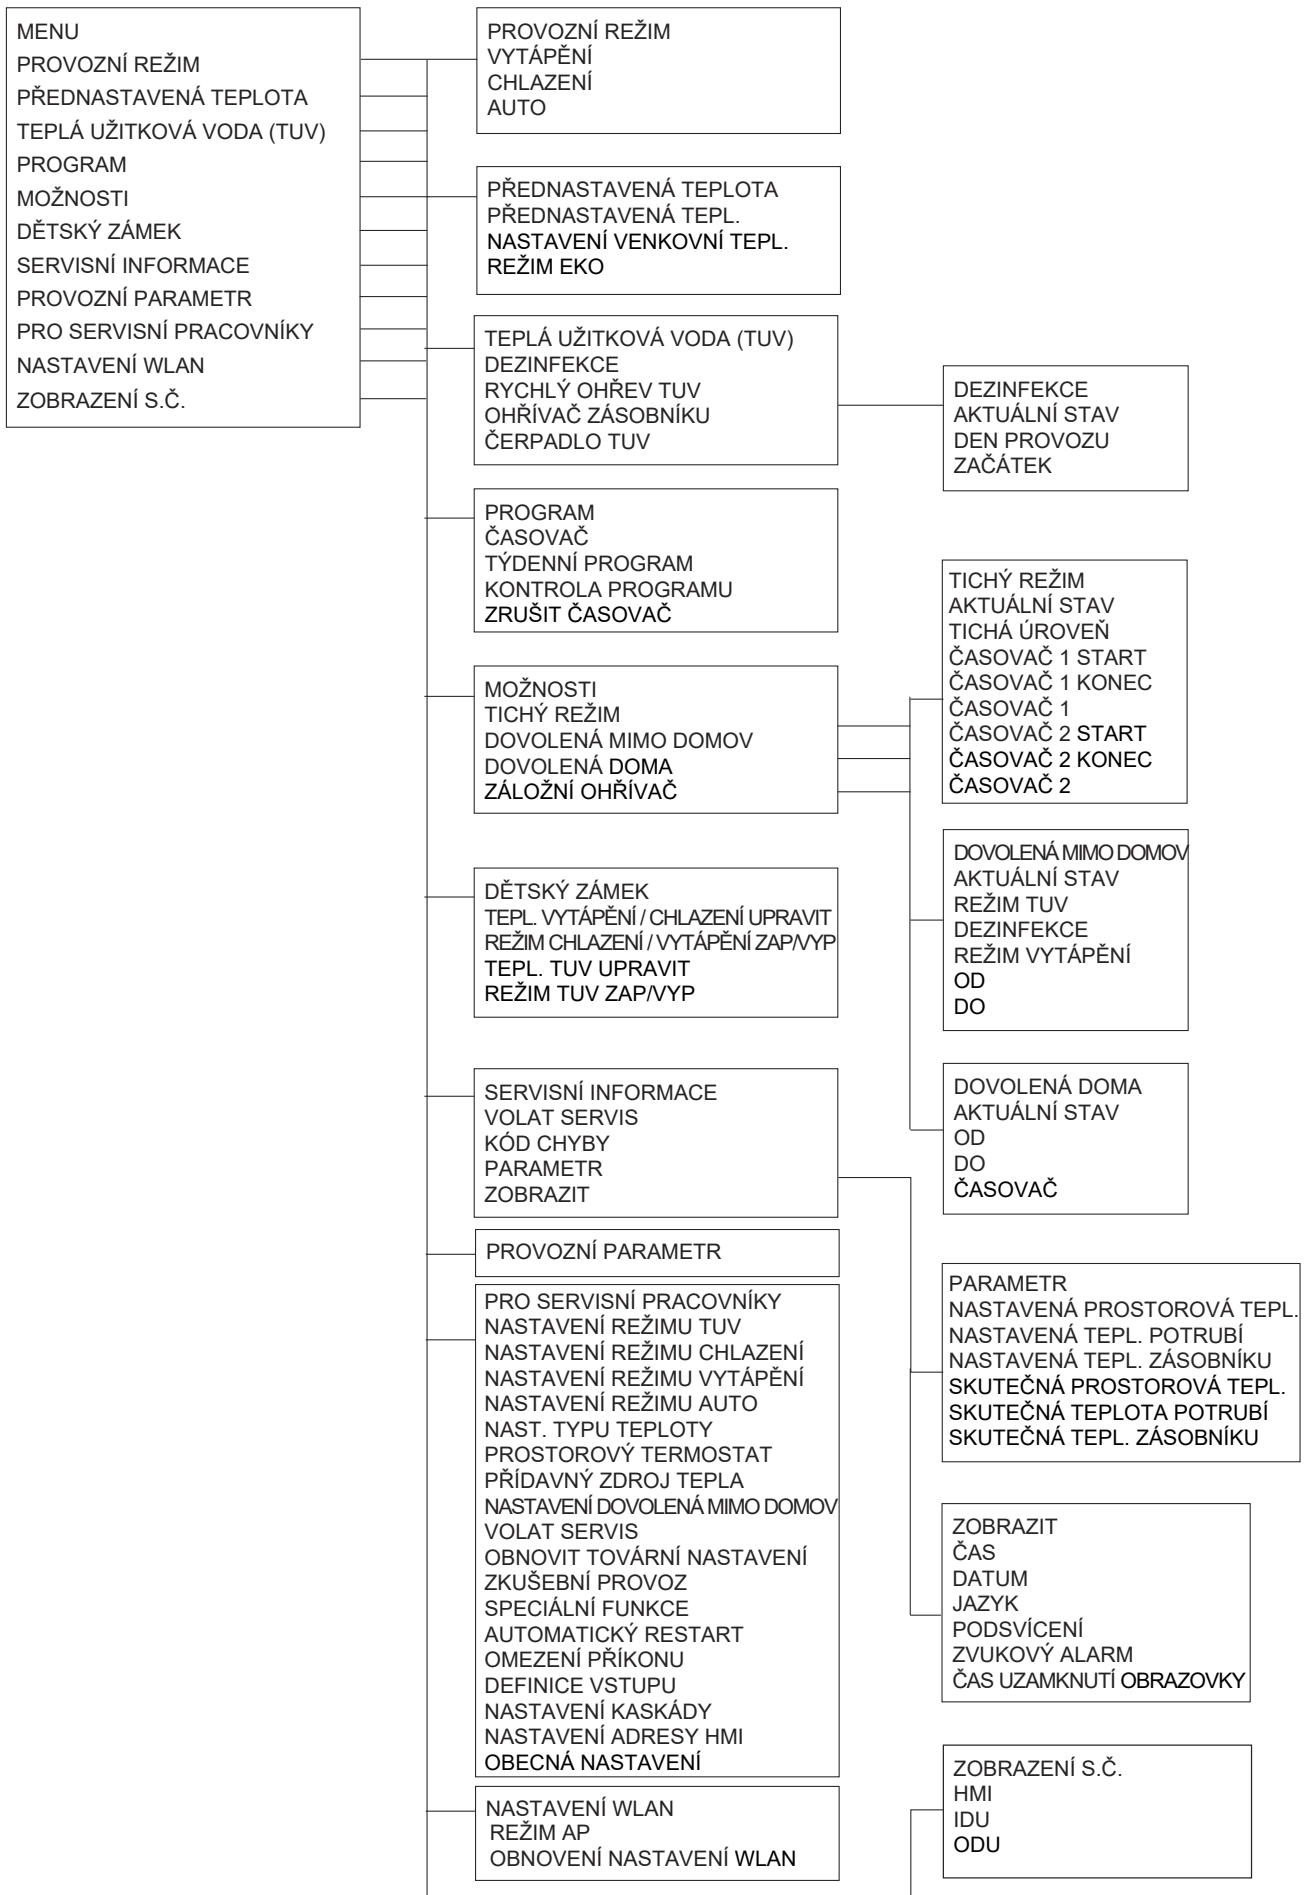 MENU
PROVOZNÍ REŽIM
PŘEDNASTAVENÁ TEPLOTA
TEPLÁ UŽITKOVÁ VODA (TUV)
PROGRAM
MOŽNOSTI
DĚTSKÝ ZÁMEK
SERVISNÍ INFORMACE
PROVOZNÍ PARAMETR
PRO SERVISNÍ PRACOVNÍKY
NASTAVENÍ WLAN
ZOBRAZENÍ S.Č.
PROVOZNÍ REŽIM
VYTÁPĚNÍ
CHLAZENÍ
AUTO
PŘEDNASTAVENÁ TEPLOTA
PŘEDNASTAVENÁ TEPL.
NASTAVENÍ VENKOVNÍ TEPL.
REŽIM EKO
TEPLÁ UŽITKOVÁ VODA (TUV)
DEZINFEKCE
RYCHLÝ OHŘEV TUV
OHŘÍVAČ ZÁSOBNÍKU
ČERPADLO TUV
DEZINFEKCE
AKTUÁLNÍ STAV
DEN PROVOZU
ZAČÁTEK
PROGRAM
ČASOVAČ
TÝDENNÍ PROGRAM
KONTROLA PROGRAMU
ZRUŠIT ČASOVAČ
MOŽNOSTI
TICHÝ REŽIM
DOVOLENÁ MIMO DOMOV
DOVOLENÁ DOMA
ZÁLOŽNÍ OHŘÍVAČ
TICHÝ REŽIM
AKTUÁLNÍ STAV
TICHÁ ÚROVEŇ
ČASOVAČ 1 START
ČASOVAČ 1 KONEC
ČASOVAČ 1
ČASOVAČ 2 START
ČASOVAČ 2 KONEC
ČASOVAČ 2
DOVOLENÁ MIMO DOMOV
AKTUÁLNÍ STAV
REŽIM TUV
DEZINFEKCE
REŽIM VYTÁPĚNÍ
OD
DO
DOVOLENÁ DOMA
AKTUÁLNÍ STAV
OD
DO
ČASOVAČ
DĚTSKÝ ZÁMEK
TEPL. VYTÁPĚNÍ / CHLAZENÍ UPRAVIT
REŽIM CHLAZENÍ / VYTÁPĚNÍ ZAP/VYP
TEPL. TUV UPRAVIT
REŽIM TUV ZAP/VYP
SERVISNÍ INFORMACE
VOLAT SERVIS
KÓD CHYBY
PARAMETR
ZOBRAZIT
PARAMETR
NASTAVENÁ PROSTOROVÁ TEPL.
NASTAVENÁ TEPL. POTRUBÍ
NASTAVENÁ TEPL. ZÁSOBNÍKU
SKUTEČNÁ PROSTOROVÁ TEPL.
SKUTEČNÁ TEPLOTA POTRUBÍ
SKUTEČNÁ TEPL. ZÁSOBNÍKU
ZOBRAZIT
ČAS
DATUM
JAZYK
PODSVÍCENÍ
ZVUKOVÝ ALARM
ČAS UZAMKNUTÍ OBRAZOVKY
PROVOZNÍ PARAMETR
PRO SERVISNÍ PRACOVNÍKY
NASTAVENÍ REŽIMU TUV
NASTAVENÍ REŽIMU CHLAZENÍ
NASTAVENÍ REŽIMU VYTÁPĚNÍ
NASTAVENÍ REŽIMU AUTO
NAST. TYPU TEPLOTY
PROSTOROVÝ TERMOSTAT
PŘÍDAVNÝ ZDROJ TEPLA
NASTAVENÍ DOVOLENÁ MIMO DOMOV
VOLAT SERVIS
OBNOVIT TOVÁRNÍ NASTAVENÍ
ZKUŠEBNÍ PROVOZ
SPECIÁLNÍ FUNKCE
AUTOMATICKÝ RESTART
OMEZENÍ PŘÍKONU
DEFINICE VSTUPU
NASTAVENÍ KASKÁDY
NASTAVENÍ ADRESY HMI
OBECNÁ NASTAVENÍ
NASTAVENÍ WLAN
REŽIM AP
OBNOVENÍ NASTAVENÍ WLAN
ZOBRAZENÍ S.Č.
HMI
IDU
ODU